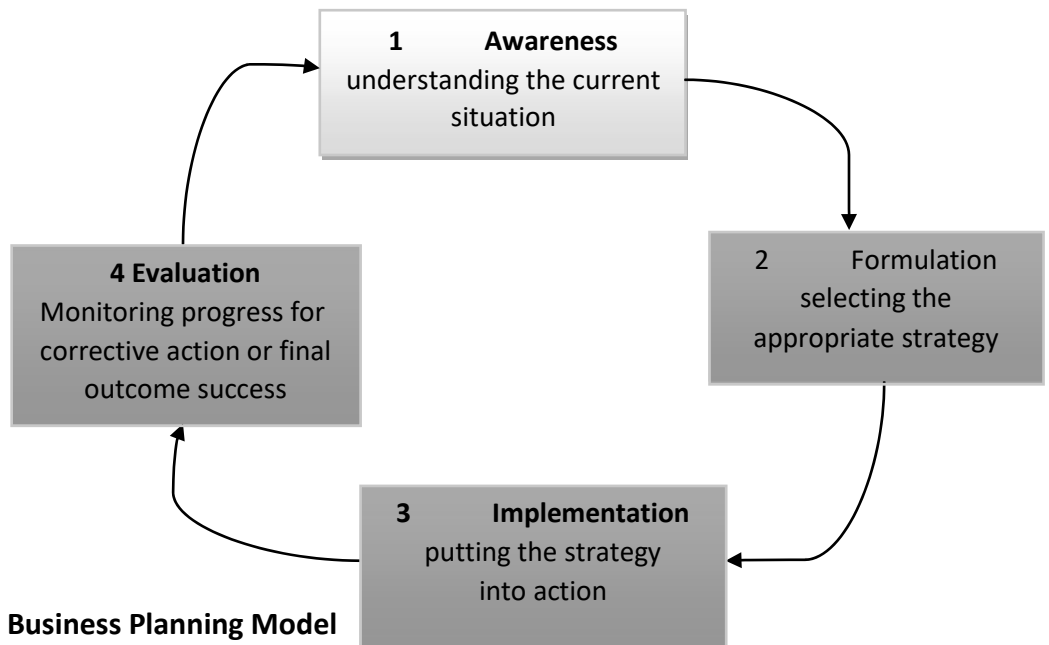 1 Awareness
understanding the current
situation
2 Formulation
selecting the
appropriate strategy
3 Implementation
putting the strategy
into action
4 Evaluation
Monitoring progress for
corrective action or final
outcome success
Business Planning Model